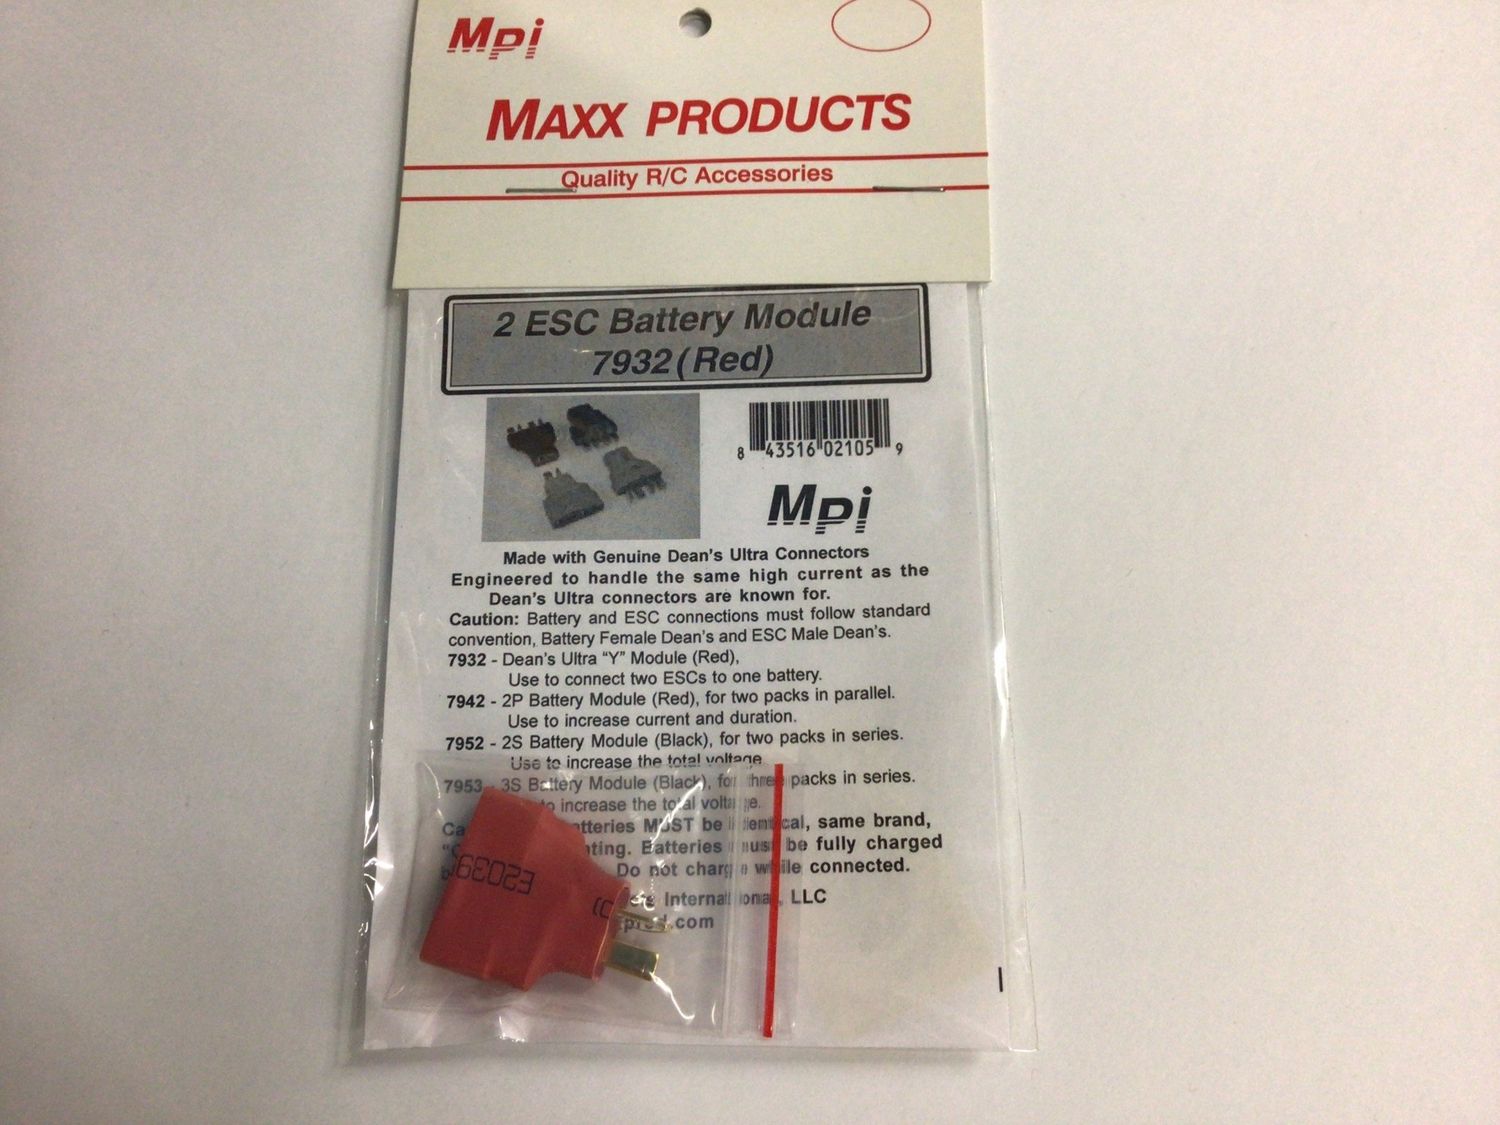 Mpi
MAXX PRODUCTS
Quality R/C Accessories
2 ESC Battery Module
7932 (Red)
8 43516 02105 9
Mpi
Made with Genuine Dean's Ultra Connectors
Engineered to handle the same high current as the
Dean's Ultra connectors are known for.
Caution: Battery and ESC connections must follow standard
convention, Battery Female Dean's and ESC Male Dean's.
7932 - Dean's Ultra "Y" Module (Red),
Use to connect two ESCs to one battery.
7942 - 2P Battery Module (Red), for two packs in parallel.
Use to increase current and duration.
7952 - 2S Battery Module (Black), for two packs in series.
Use to increase the total voltage
7953 - 3S Battery Module (Black), for three packs in series.
to increase the total voltage.
Batteries MUST be identical, same brand,
Batteries must be fully charged
Do not charge while connected.
International, LLC
.com